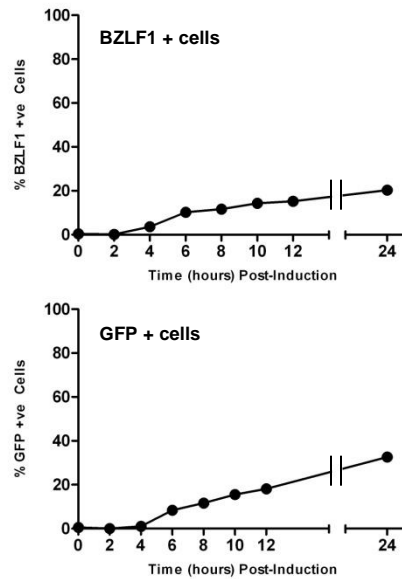 BZLF1 + cells
% BZLF1 +ve Cells
100
80
60
40
20
0
0 2 4 6 8 10 12 24
Time (hours) Post-Induction
GFP + cells
% GFP +ve Cells
100
80
60
40
20
0
0 2 4 6 8 10 12 24
Time (hours) Post-Induction